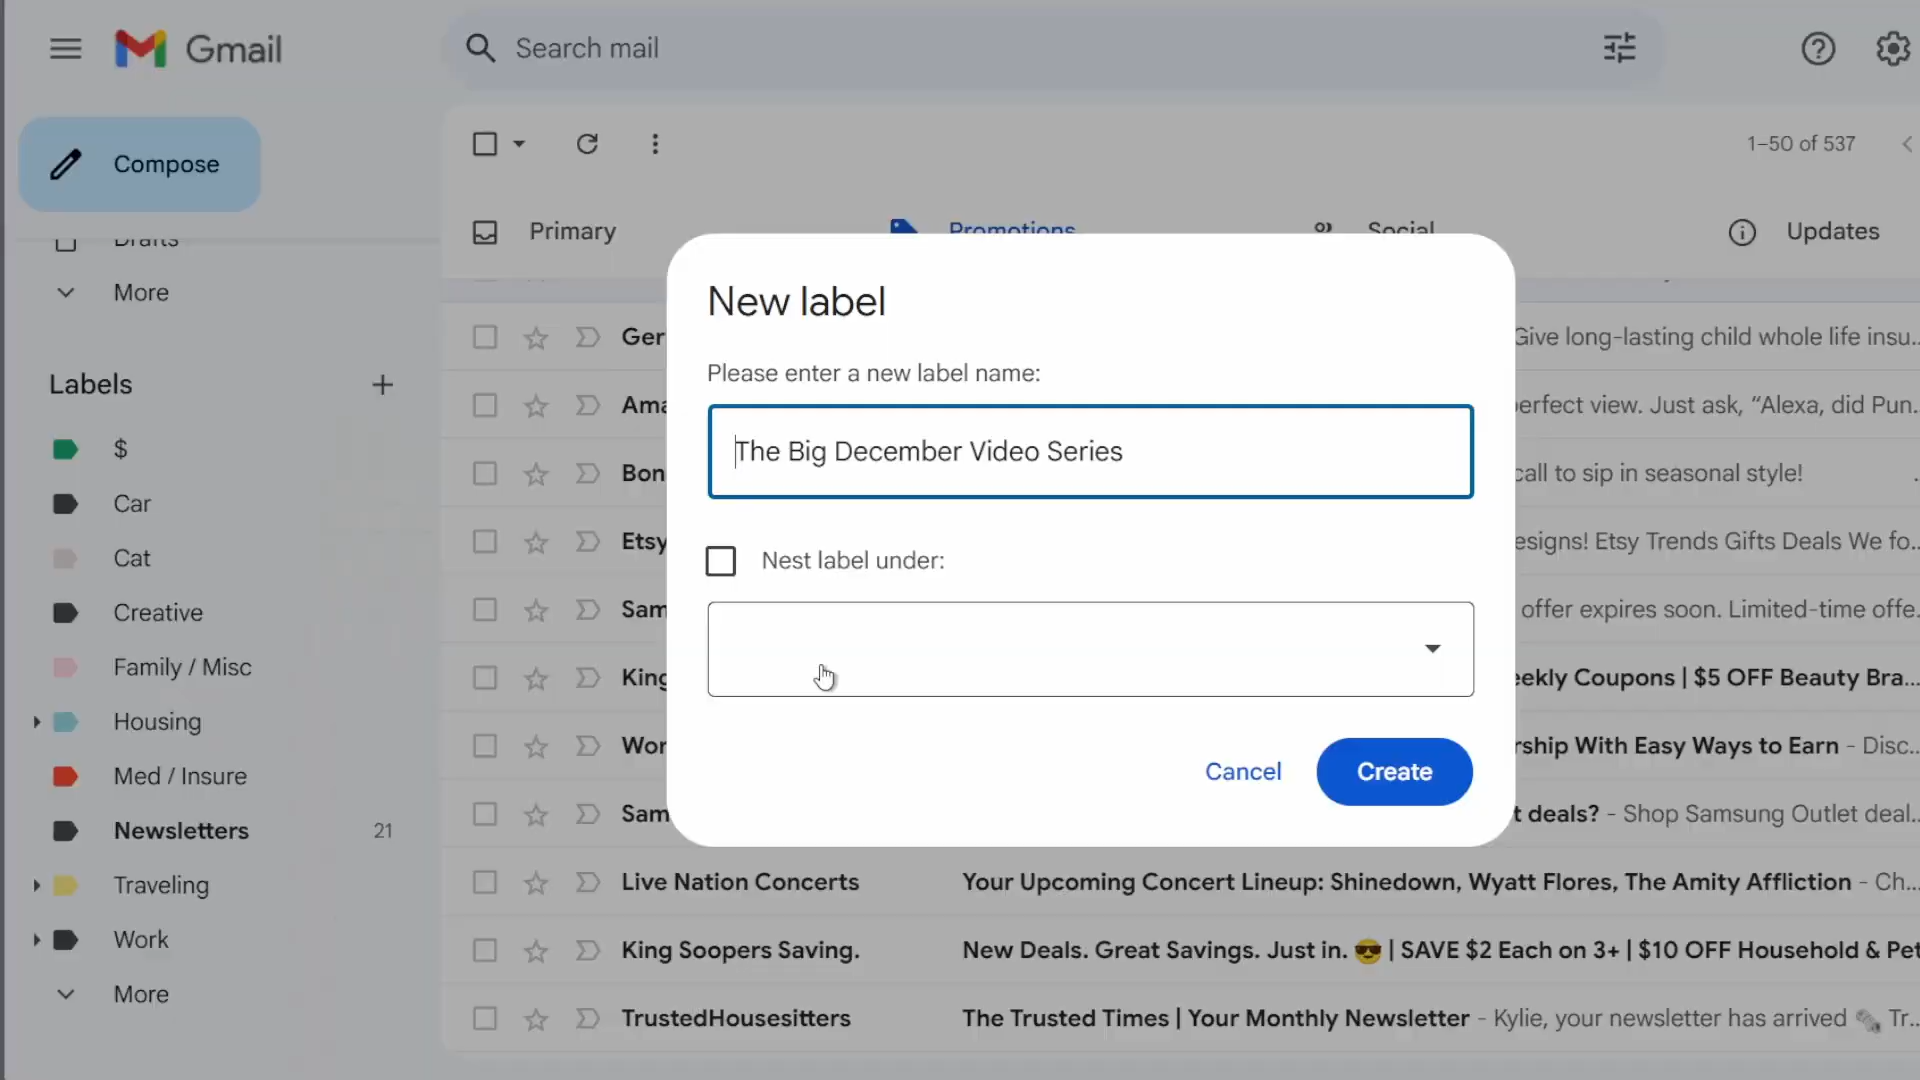 Gmail
Search mail
Compose
1–50 of 537
Primary
Promotions
Social
Updates
Drafts
More
Labels
$
Car
Cat
Creative
Family / Misc
Housing
Med / Insure
Newsletters 21
Traveling
Work
More
New label
Please enter a new label name:
The Big December Video Series
Nest label under:
Cancel
Create
Ger
Give long-lasting child whole life insu...
Ama
perfect view. Just ask, “Alexa, did Pun...
Bon
call to sip in seasonal style!
Etsy
esigns! Etsy Trends Gifts Deals We fo...
Sam
offer expires soon. Limited-time offe...
King
eekly Coupons | $5 OFF Beauty Bra...
Wor
rship With Easy Ways to Earn - Disc...
Sam
t deals? - Shop Samsung Outlet deal...
Live Nation Concerts Your Upcoming Concert Lineup: Shinedown, Wyatt Flores, The Amity Affliction - Ch...
King Soopers Saving. New Deals. Great Savings. Just in. 😎 | SAVE $2 Each on 3+ | $10 OFF Household & Pet
TrustedHousesitters The Trusted Times | Your Monthly Newsletter - Kylie, your newsletter has arrived 🗞️ Tr...